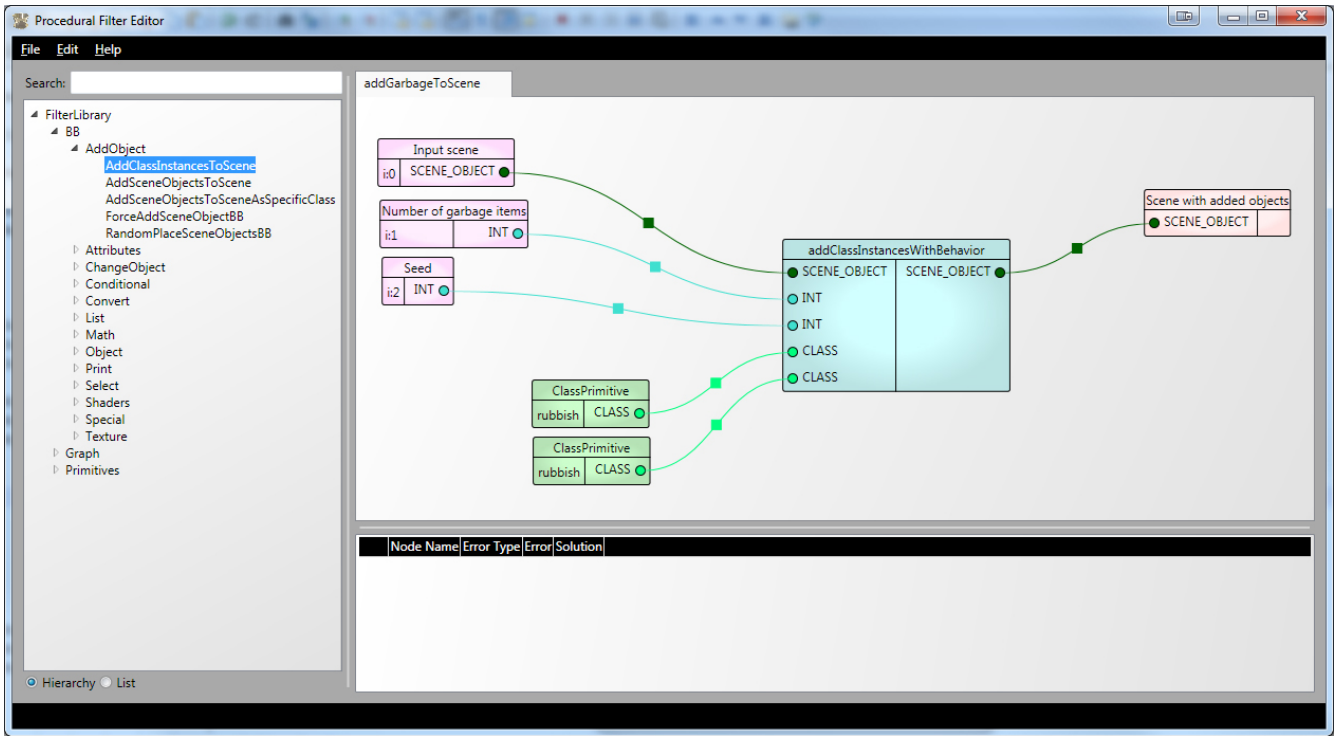 Procedural Filter Editor
File Edit Help
Search:
FilterLibrary
BB
AddObject
AddClassInstancesToScene
AddSceneObjectsToScene
AddSceneObjectsToSceneAsSpecificClass
ForceAddSceneObjectBB
RandomPlaceSceneObjectsBB
Attributes
ChangeObject
Conditional
Convert
List
Math
Object
Print
Select
Shaders
Special
Texture
Graph
Primitives
Hierarchy List
addGarbageToScene
Input scene
i:0 SCENE_OBJECT
Number of garbage items
i:1 INT
Seed
i:2 INT
ClassPrimitive
rubbish CLASS
ClassPrimitive
rubbish CLASS
addClassInstancesWithBehavior
SCENE_OBJECT SCENE_OBJECT
INT
INT
CLASS
CLASS
Scene with added objects
SCENE_OBJECT
Node Name Error Type Error Solution